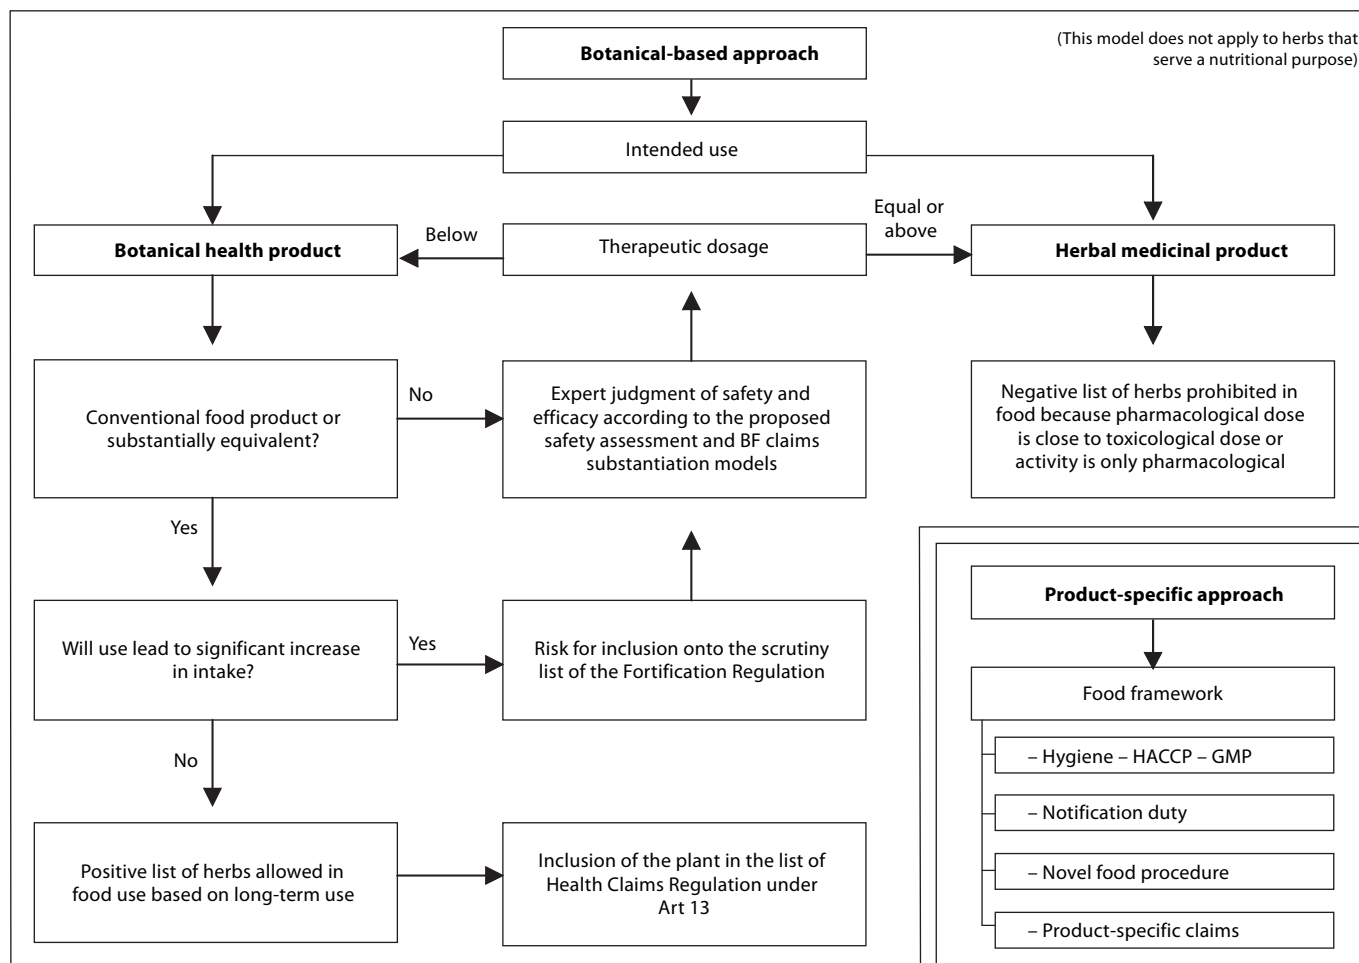 Botanical-based approach
(This model does not apply to herbs that
serve a nutritional purpose)
Intended use
Botanical health product
Below
Therapeutic dosage
Equal or
above
Herbal medicinal product
Conventional food product or
substantially equivalent?
No
Expert judgment of safety and
efficacy according to the proposed
safety assessment and BF claims
substantiation models
Negative list of herbs prohibited in
food because pharmacological dose
is close to toxicological dose or
activity is only pharmacological
Yes
Will use lead to significant increase
in intake?
Yes
Risk for inclusion onto the scrutiny
list of the Fortification Regulation
No
Positive list of herbs allowed in
food use based on long-term use
Inclusion of the plant in the list of
Health Claims Regulation under
Art 13
Product-specific approach
Food framework
– Hygiene – HACCP – GMP
– Notification duty
– Novel food procedure
– Product-specific claims